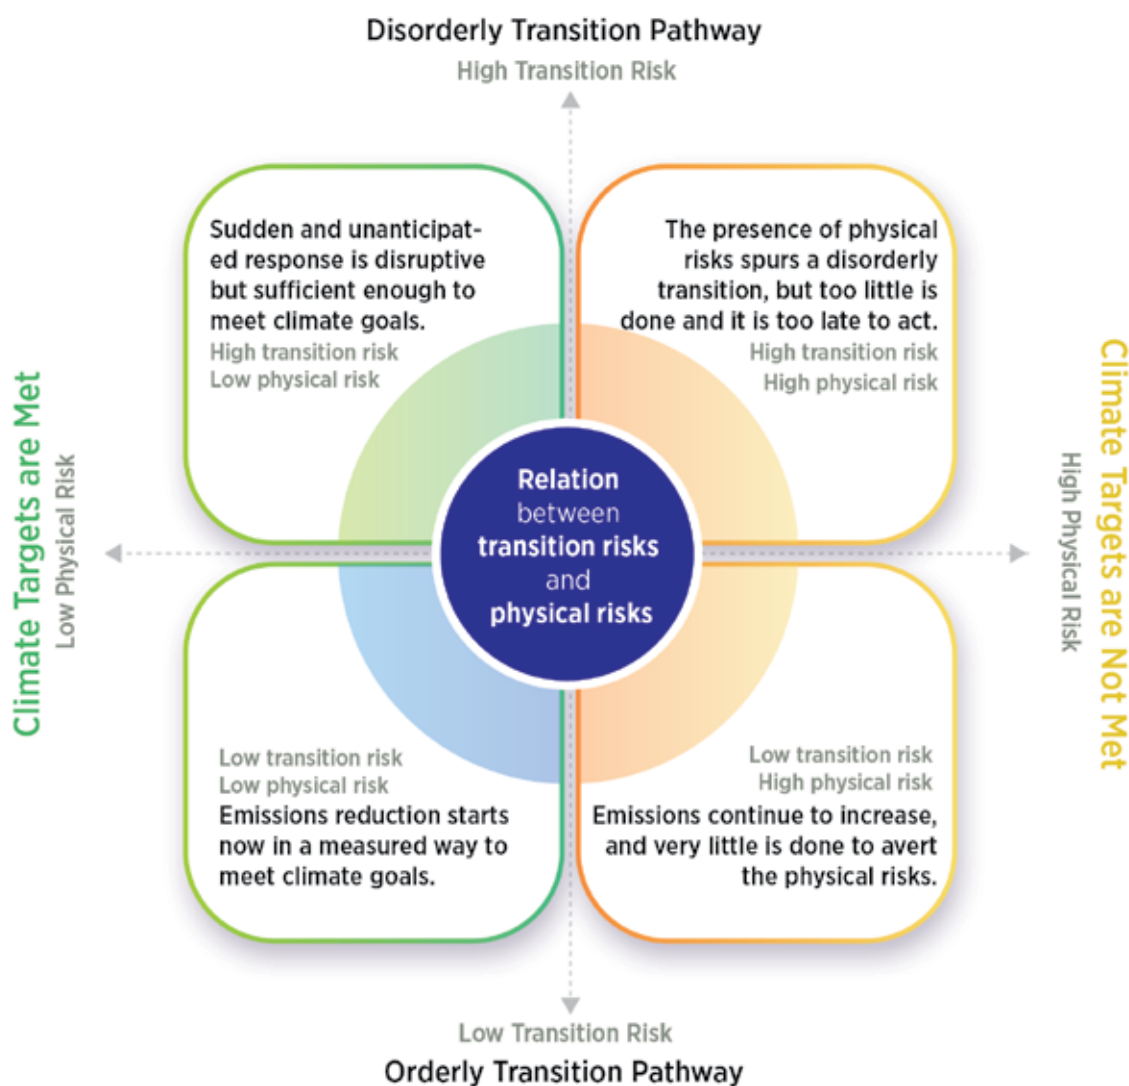 Disorderly Transition Pathway
High Transition Risk
Sudden and unanticipat-
ed response is disruptive
but sufficient enough to
meet climate goals.
High transition risk
Low physical risk
The presence of physical
risks spurs a disorderly
transition, but too little is
done and it is too late to act.
High transition risk
High physical risk
Climate Targets are Met
Low Physical Risk
Relation
between
transition risks
and
physical risks
High Physical Risk
Climate Targets are Not Met
Low transition risk
Low physical risk
Emissions reduction starts
now in a measured way to
meet climate goals.
Low transition risk
High physical risk
Emissions continue to increase,
and very little is done to avert
the physical risks.
Low Transition Risk
Orderly Transition Pathway